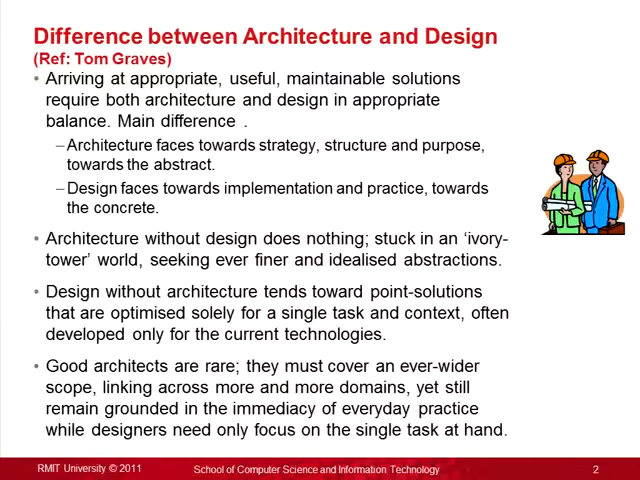 Difference between Architecture and Design
(Ref: Tom Graves)
• Arriving at appropriate, useful, maintainable solutions
require both architecture and design in appropriate
balance. Main difference .
–Architecture faces towards strategy, structure and purpose,
towards the abstract.
–Design faces towards implementation and practice, towards
the concrete.
• Architecture without design does nothing; stuck in an ‘ivory-
tower’ world, seeking ever finer and idealised abstractions.
• Design without architecture tends toward point-solutions
that are optimised solely for a single task and context, often
developed only for the current technologies.
• Good architects are rare; they must cover an ever-wider
scope, linking across more and more domains, yet still
remain grounded in the immediacy of everyday practice
while designers need only focus on the single task at hand.
RMIT University © 2011 School of Computer Science and Information Technology 2